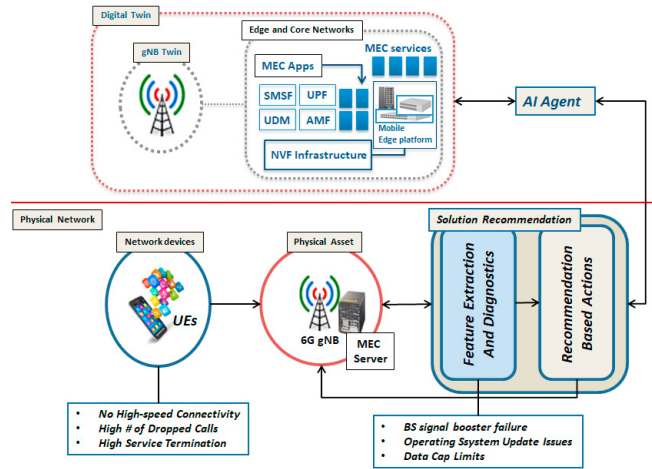 Digital Twin
Edge and Core Networks
gNB Twin
MEC services
MEC Apps
SMSF
UPF
UDM
AMF
Mobile
Edge platform
NVF Infrastructure
AI Agent
Physical Network
Solution Recommendation
Network devices
Physical Asset
UEs
6G gNB
MEC
Server
Feature Extraction
And Diagnostics
Recommendation
Based Actions
• No High-speed Connectivity
• High # of Dropped Calls
• High Service Termination
• BS signal booster failure
• Operating Ssystem Update Issues
• Data Cap Limits